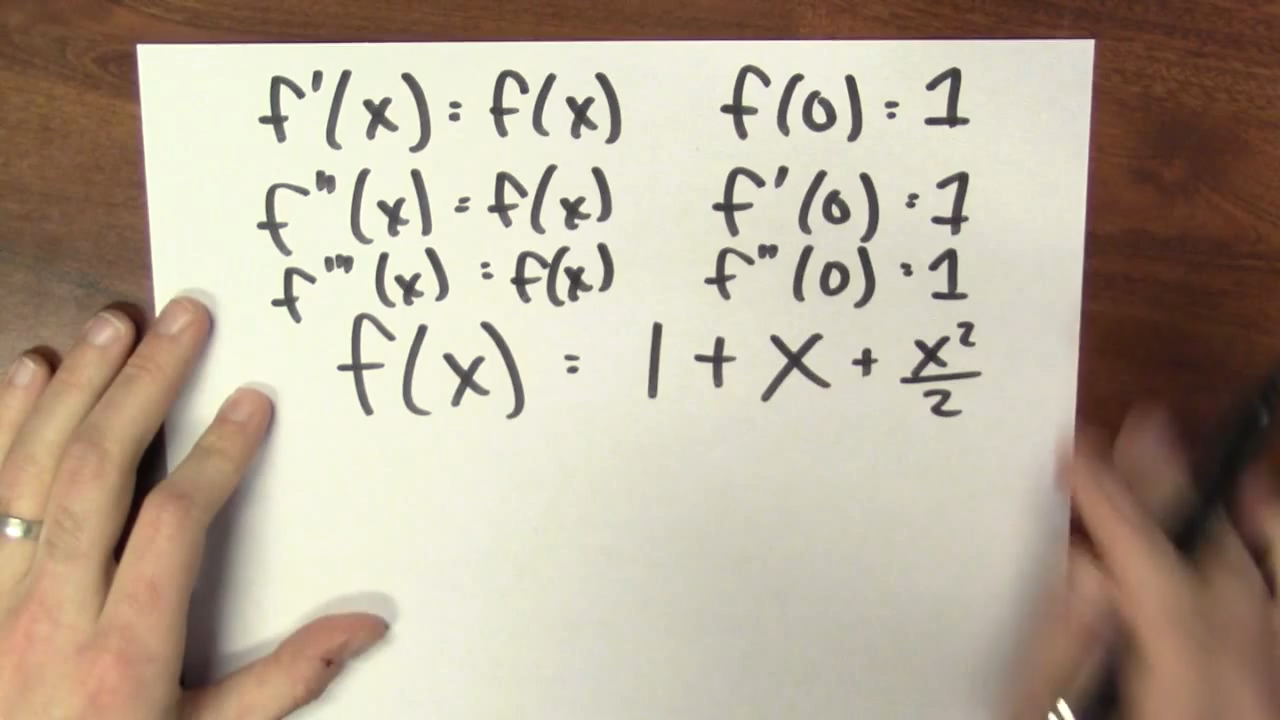 f'(x) = f(x) f(0) = 1
f''(x) = f(x) f'(0) = 1
f'''(x) = f(x) f''(0) = 1
f(x) = 1 + x + x²/2